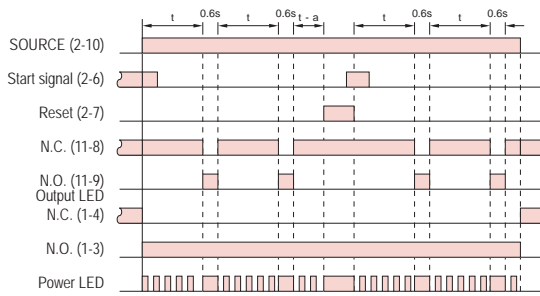 0.6s 0.6s 0.6s 0.6s
t t t - a t t
SOURCE (2-10)
Start signal (2-6)
Reset (2-7)
N.C. (11-8)
N.O. (11-9)
Output LED
N.C. (1-4)
N.O. (1-3)
Power LED